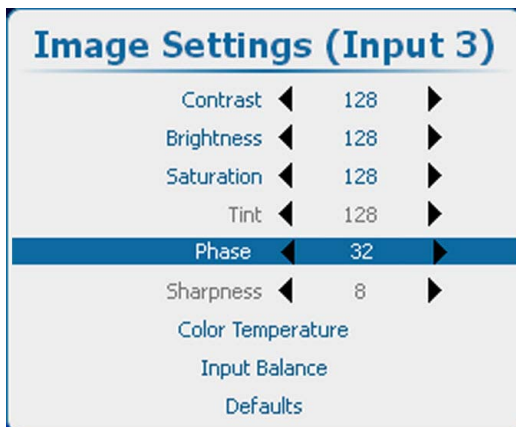 Image Settings (Input 3)
Contrast 128
Brightness 128
Saturation 128
Tint 128
Phase 32
Sharpness 8
Color Temperature
Input Balance
Defaults